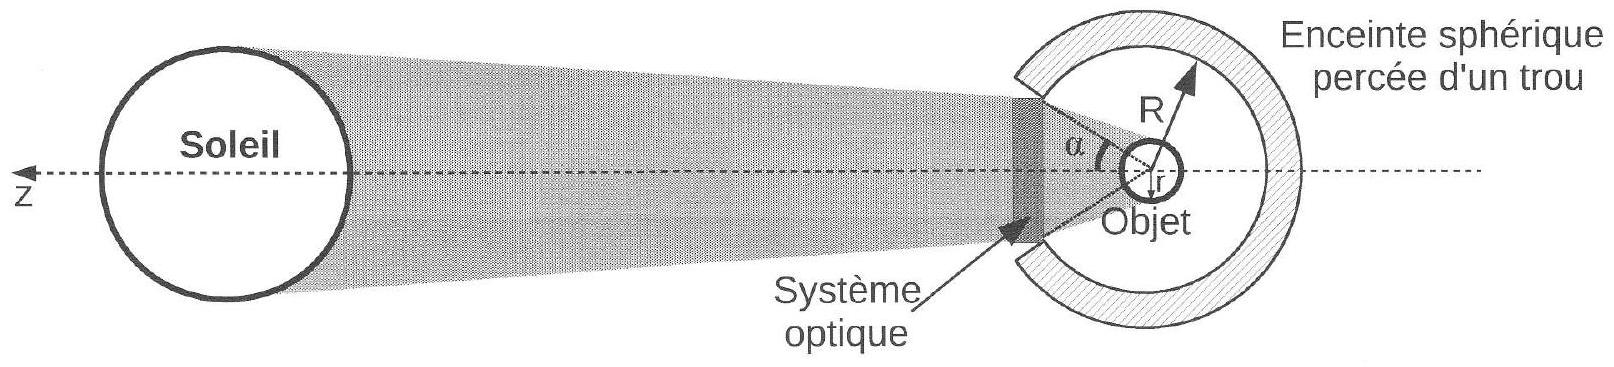 Enceinte sphérique
percée d'un trou
R
Soleil
α
Z
r
Objet
Système
optique